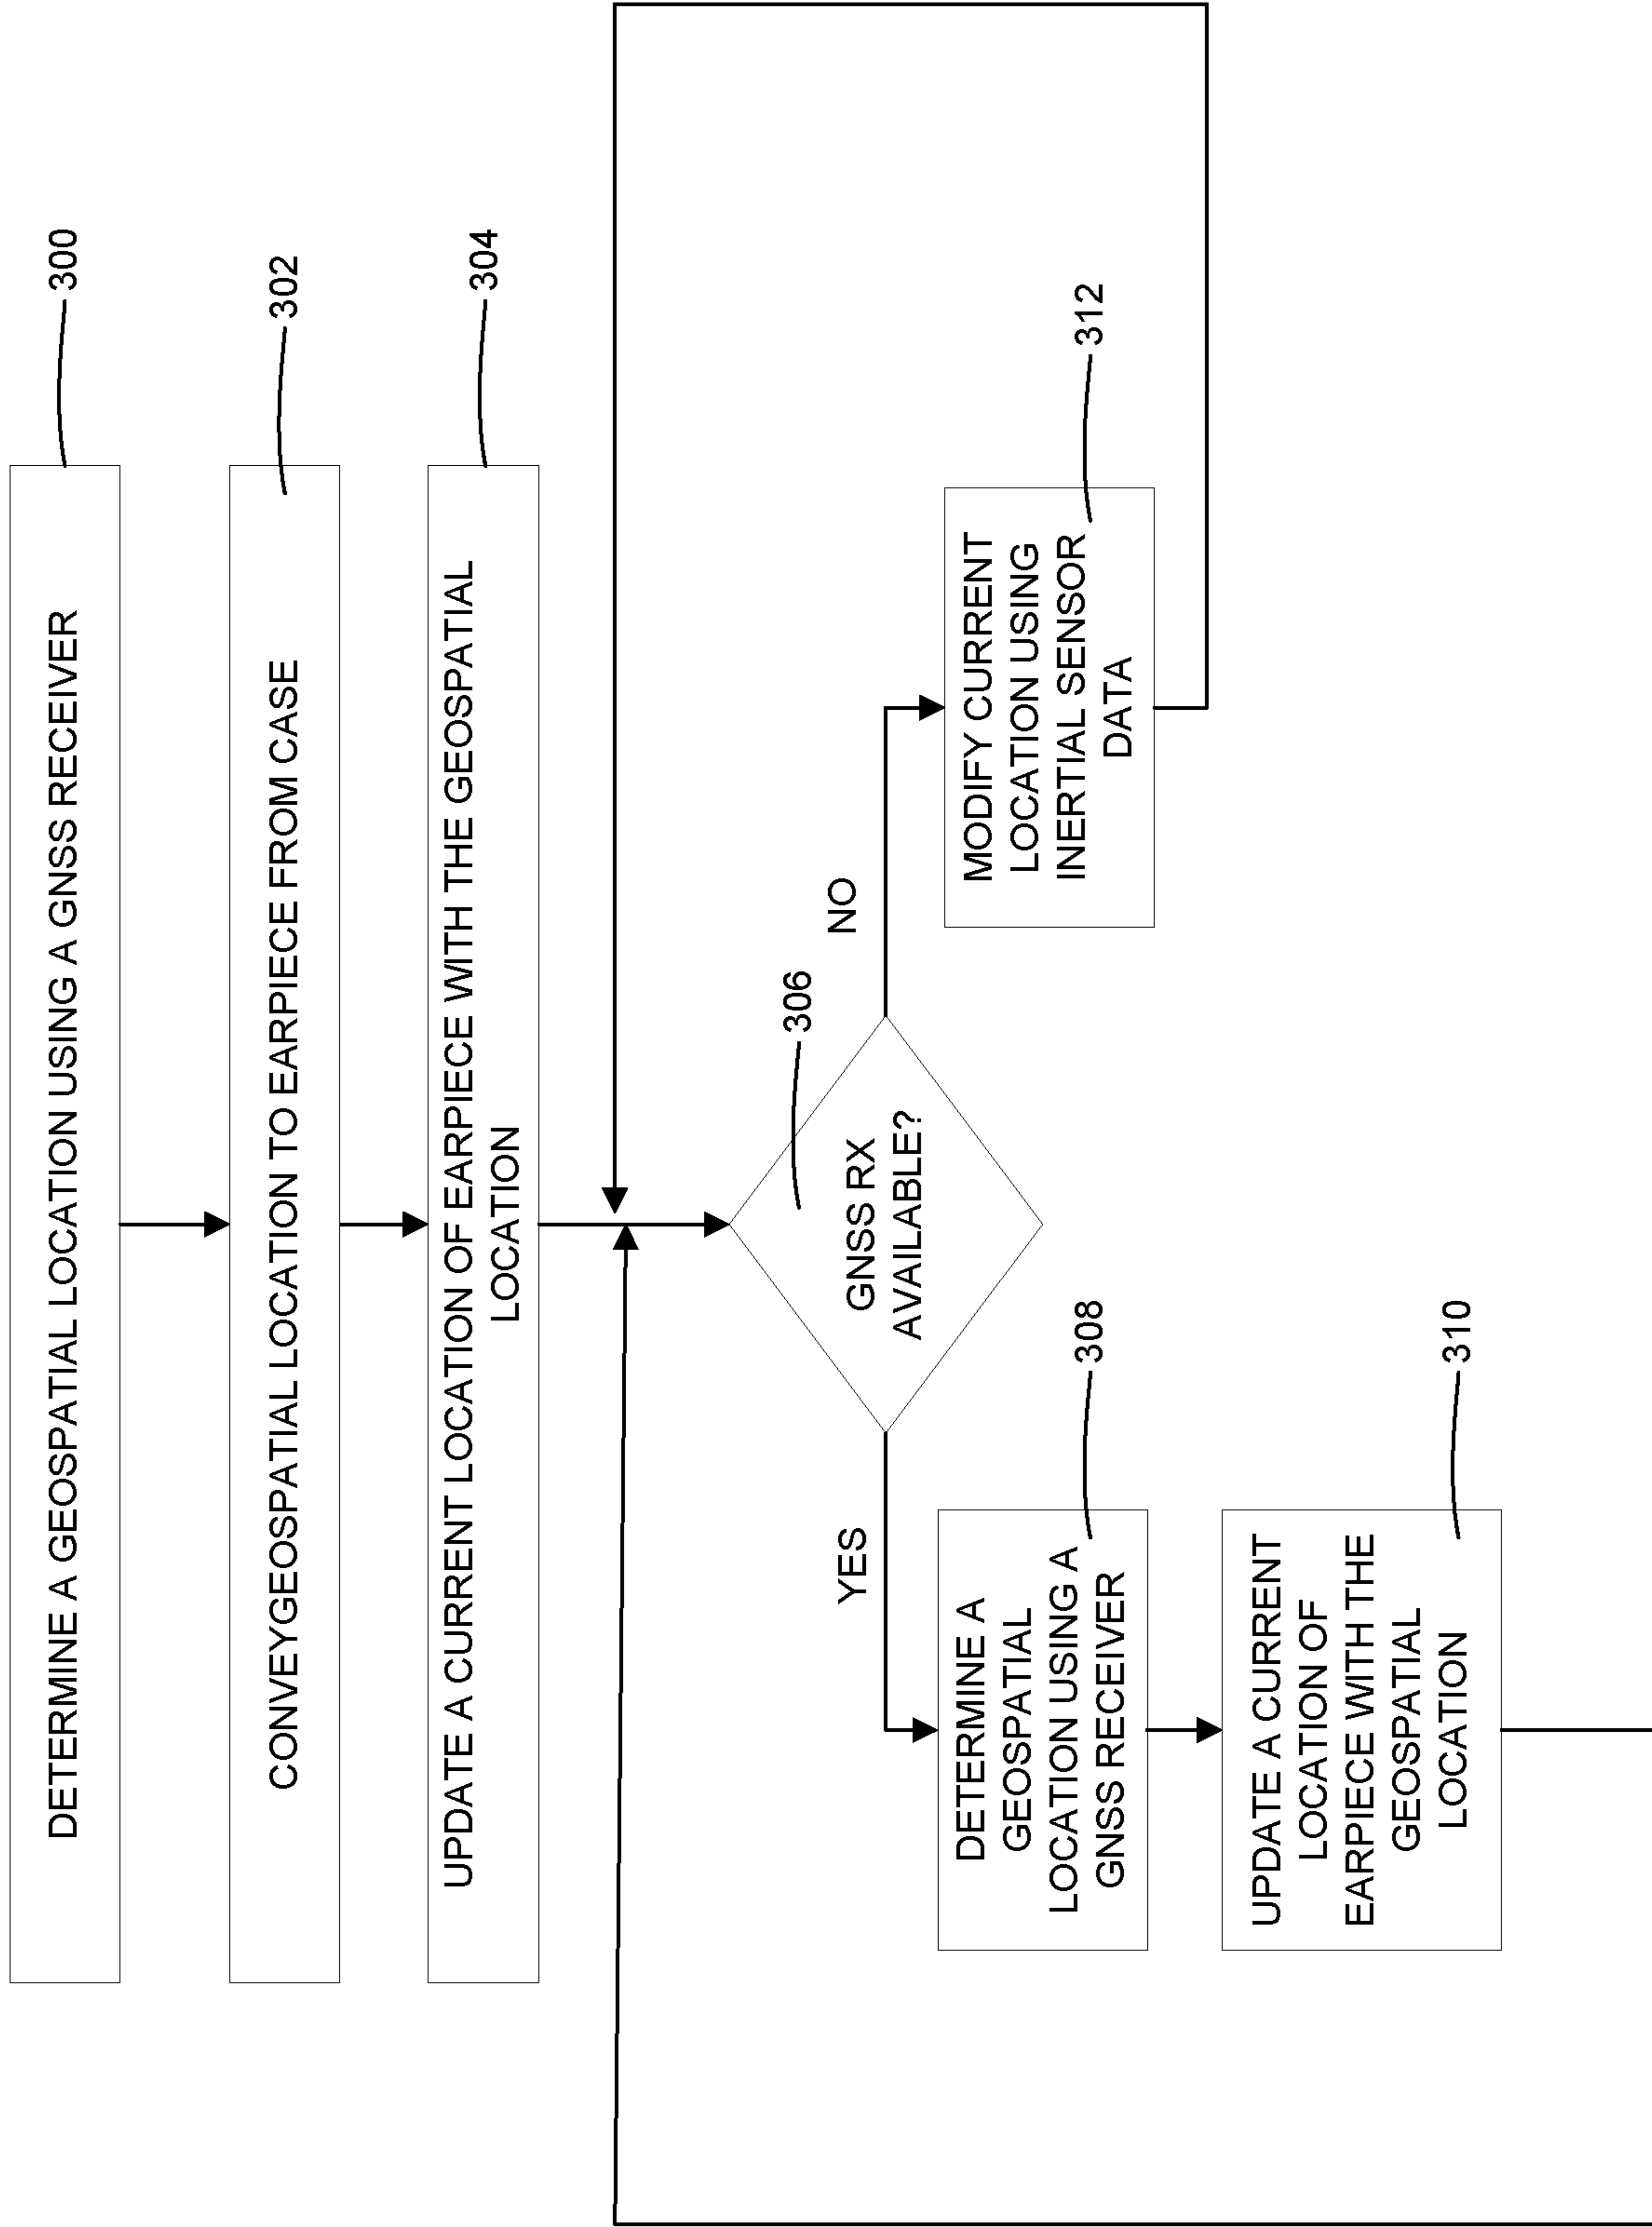 DETERMINE A GEOSPATIAL LOCATION USING A GNSS RECEIVER
300
CONVEYGEOSPATIAL LOCATION TO EARPIECE FROM CASE
302
UPDATE A CURRENT LOCATION OF EARPIECE WITH THE GEOSPATIAL
LOCATION
304
GNSS RX
AVAILABLE?
306
YES
NO
DETERMINE A
GEOSPATIAL
LOCATION USING A
GNSS RECEIVER
308
MODIFY CURRENT
LOCATION USING
INERTIAL SENSOR
DATA
312
UPDATE A CURRENT
LOCATION OF
EARPIECE WITH THE
GEOSPATIAL
LOCATION
310